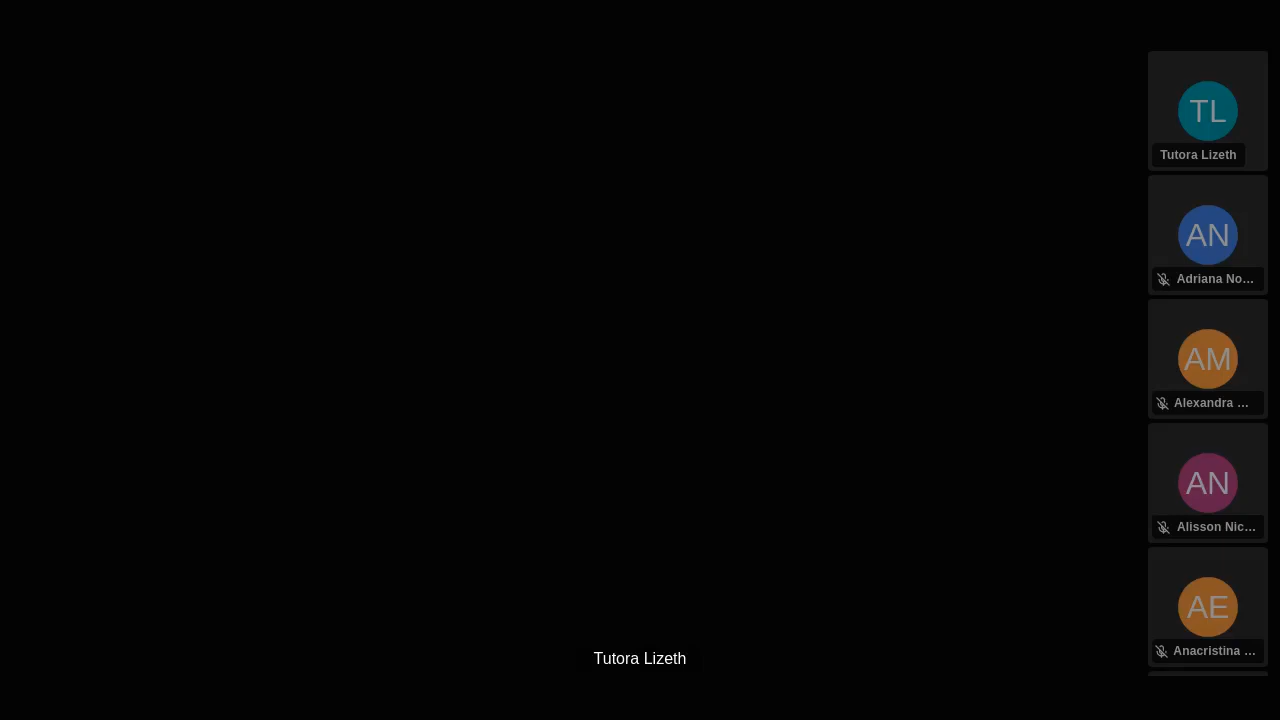 TL
Tutora Lizeth
AN
Adriana No...
AM
Alexandra ...
AN
Alisson Nic...
AE
Anacristina ...
Tutora Lizeth